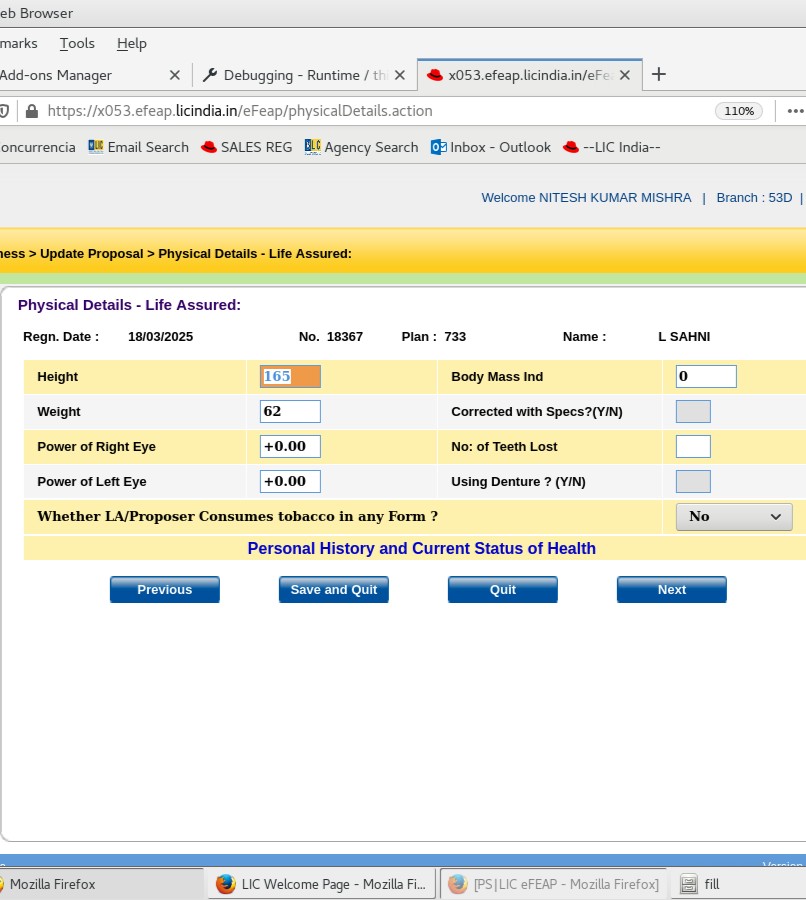 eb Browser
marks Tools Help
Add-ons Manager Debugging - Runtime / thi x053.efeap.licindia.in/eFea
https://x053.efeap.licindia.in/eFeap/physicalDetails.action 110%
oncurrencia Email Search SALES REG Agency Search Inbox - Outlook --LIC India--
Welcome NITESH KUMAR MISHRA | Branch : 53D |
ness > Update Proposal > Physical Details - Life Assured:
Physical Details - Life Assured:
Regn. Date : 18/03/2025 No. 18367 Plan : 733 Name : L SAHNI
Height 165 Body Mass Ind 0
Weight 62 Corrected with Specs?(Y/N)
Power of Right Eye +0.00 No: of Teeth Lost
Power of Left Eye +0.00 Using Denture ? (Y/N)
Whether LA/Proposer Consumes tobacco in any Form ? No
Personal History and Current Status of Health
Previous Save and Quit Quit Next
Version
Mozilla Firefox LIC Welcome Page - Mozilla Fi... [PS|LIC eFEAP - Mozilla Firefox] fill